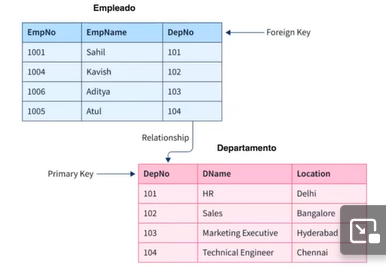 Empleado
EmpNo EmpName DepNo
Foreign Key
1001 Sahil 101
1004 Kavish 102
1006 Aditya 103
1005 Atul 104
Relationship
Departamento
Primary Key
DepNo DName Location
101 HR Delhi
102 Sales Bangalore
103 Marketing Executive Hyderabad
104 Technical Engineer Chennai